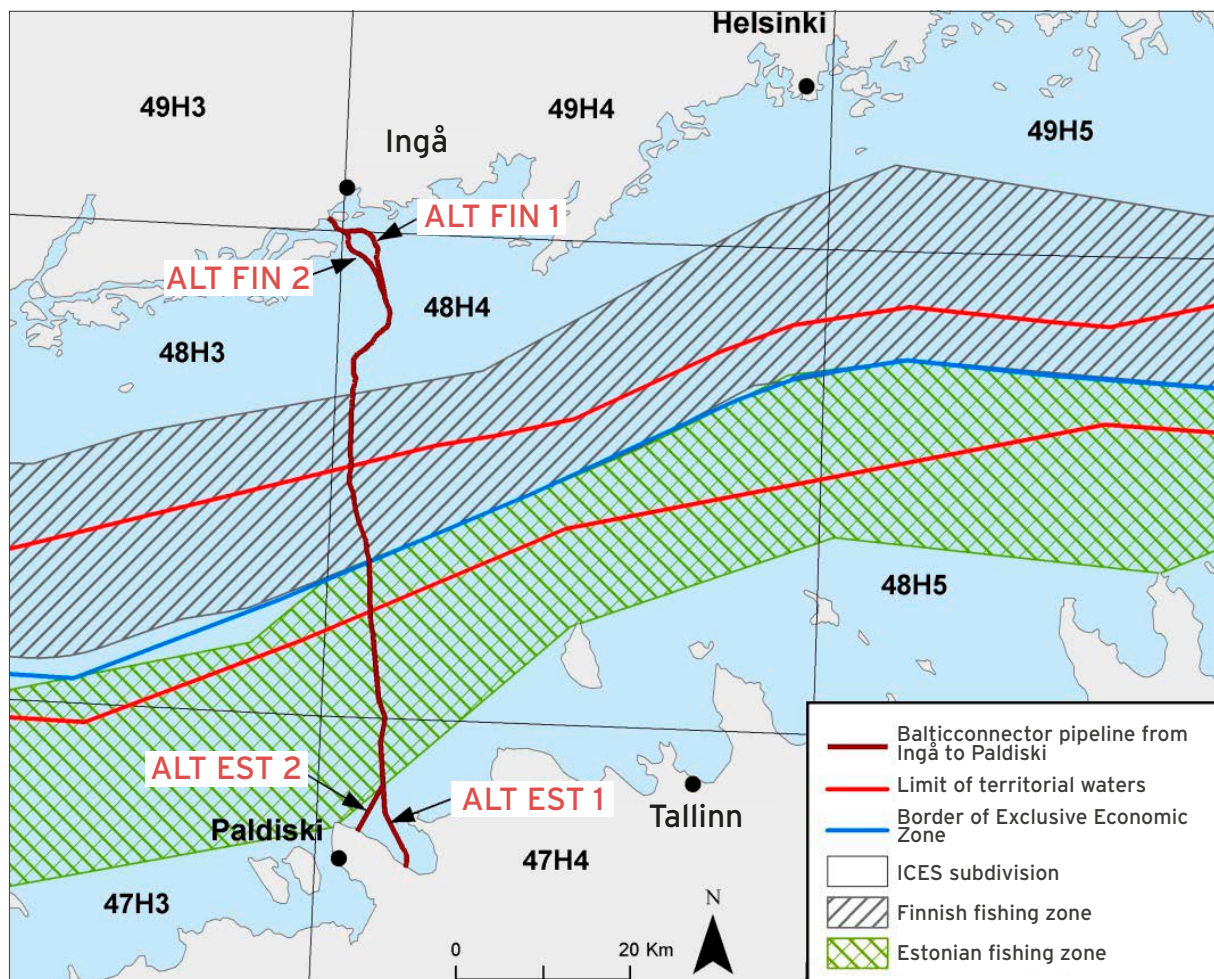 Helsinki
49H3
49H4
49H5
Ingå
ALT FIN 1
ALT FIN 2
48H4
48H3
48H5
ALT EST 2
ALT EST 1
Paldiski
Tallinn
47H4
47H3
N
0 20 Km
Balticconnector pipeline from
Ingå to Paldiski
Limit of territorial waters
Border of Exclusive Economic
Zone
ICES subdivision
Finnish fishing zone
Estonian fishing zone